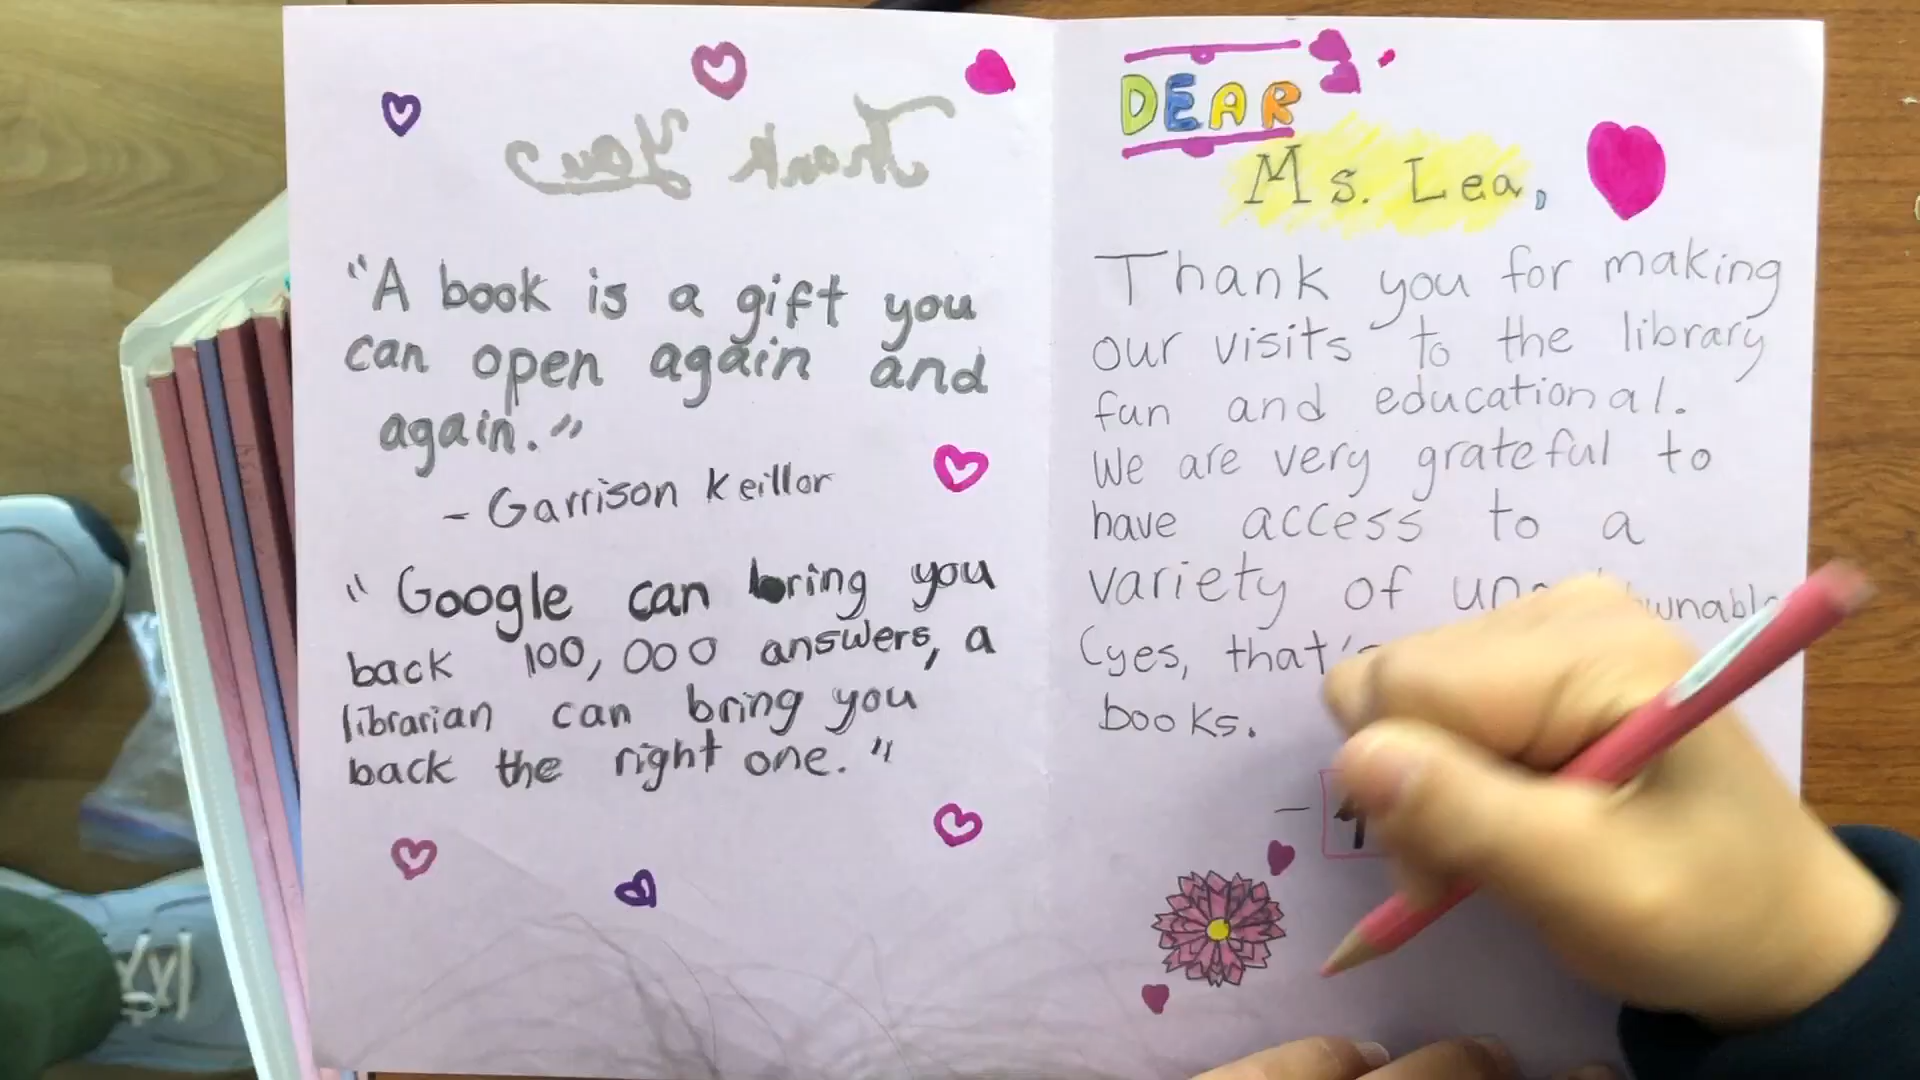 Thank You
"A book is a gift you
can open again and
again."
- Garrison Keillor
"Google can bring you
back 100,000 answers, a
librarian can bring you
back the right one."
DEAR
Ms. Lea,
Thank you for making
our visits to the library
fun and educational.
We are very grateful to
have access to a
variety of
(yes, that's
books.